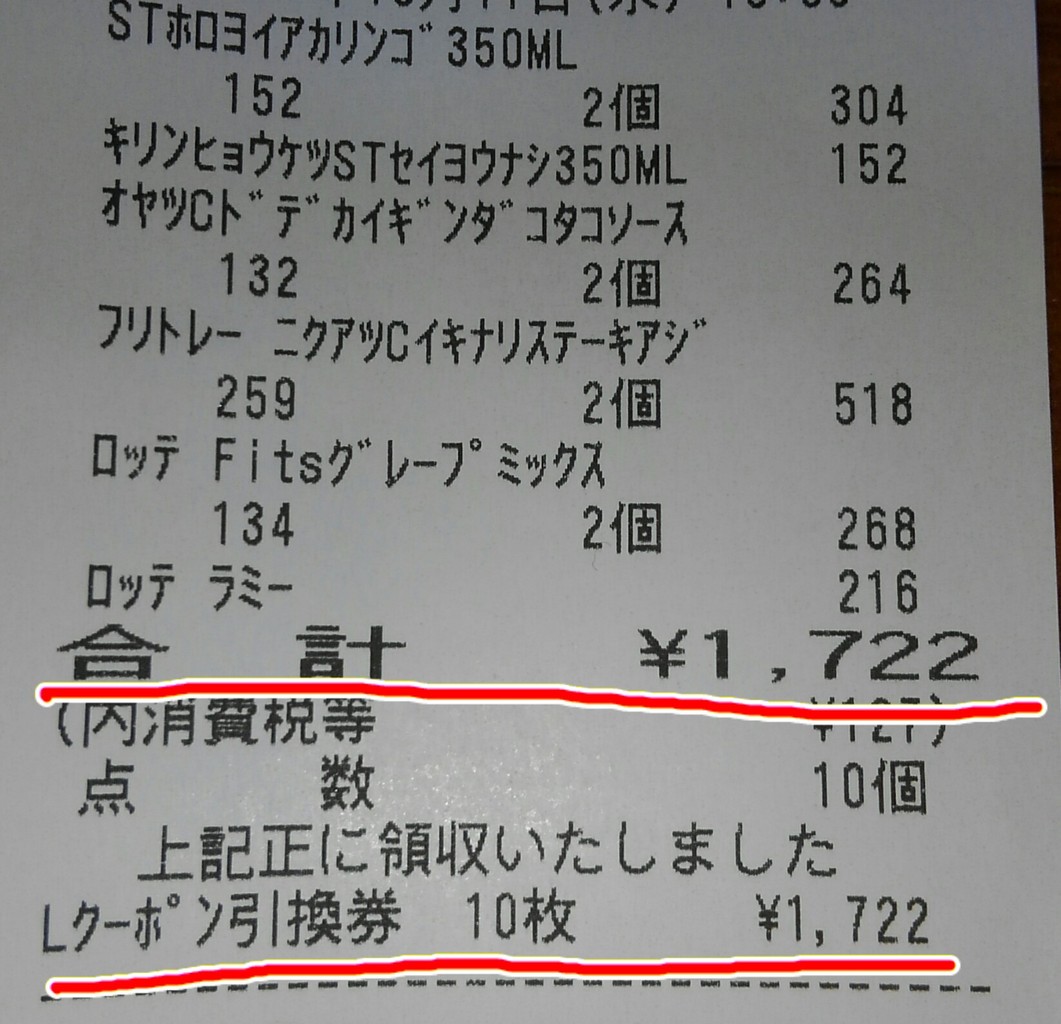 STホロヨイアカリンゴ350ML
152 2個 304
キリンヒョウケツSTセイヨウナシ350ML 152
オヤツCドデカイギンダコタコソース
132 2個 264
フリトレー ニクアツCイキナリステーキアジ
259 2個 518
ロッテ Fitsグレープミックス
134 2個 268
ロッテ ラミー 216
合 計 ¥1,722
(内消費税等 ¥127)
点 数 10個
上記正に領収いたしました
Lクーポン引換券 10枚 ¥1,722